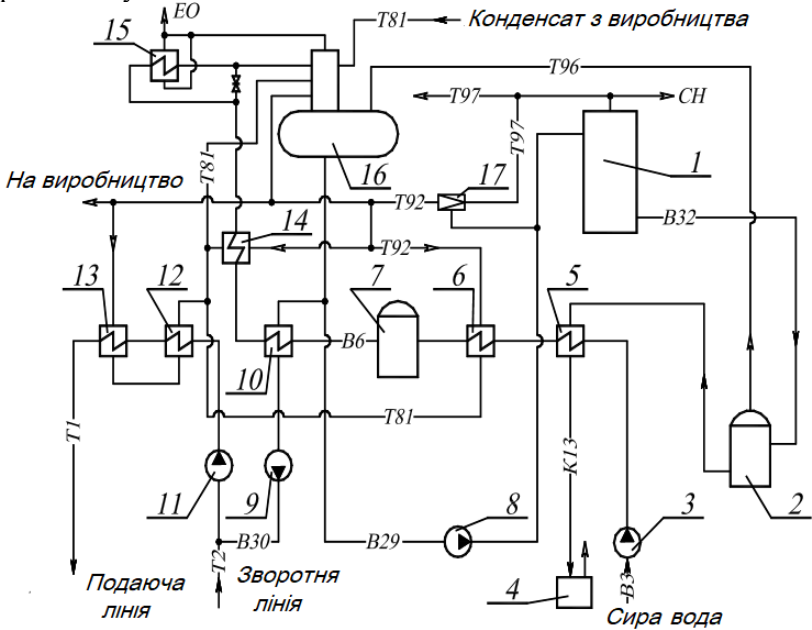 ЕО
Т81
Конденсат з виробництва
15
Т96
Т97
СН
Т97
Т81
16
17
1
На виробництво
Т92
В32
14
Т92
13
12
7
6
5
В6
10
Т81
Т1
К13
11
9
8
3
2
В30
В29
Т2
4
В3
Подаюча
лінія
Зворотня
лінія
Сира вода